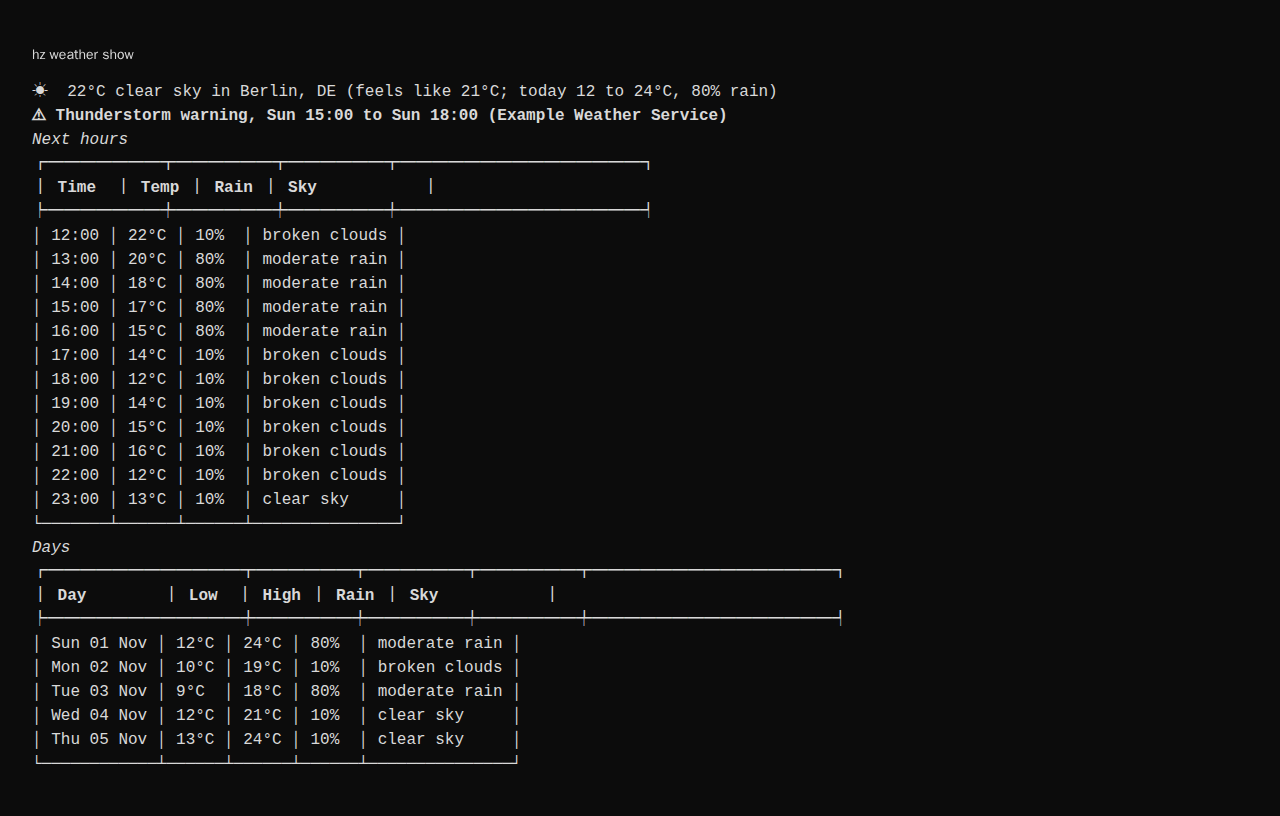 hz weather show
☀ 22°C clear sky in Berlin, DE (feels like 21°C; today 12 to 24°C, 80% rain)
⚠ Thunderstorm warning, Sun 15:00 to Sun 18:00 (Example Weather Service)
Next hours
│ Time │ Temp │ Rain │ Sky │
│ 12:00 │ 22°C │ 10% │ broken clouds │
│ 13:00 │ 20°C │ 80% │ moderate rain │
│ 14:00 │ 18°C │ 80% │ moderate rain │
│ 15:00 │ 17°C │ 80% │ moderate rain │
│ 16:00 │ 15°C │ 80% │ moderate rain │
│ 17:00 │ 14°C │ 10% │ broken clouds │
│ 18:00 │ 12°C │ 10% │ broken clouds │
│ 19:00 │ 14°C │ 10% │ broken clouds │
│ 20:00 │ 15°C │ 10% │ broken clouds │
│ 21:00 │ 16°C │ 10% │ broken clouds │
│ 22:00 │ 12°C │ 10% │ broken clouds │
│ 23:00 │ 13°C │ 10% │ clear sky │
Days
│ Day │ Low │ High │ Rain │ Sky │
│ Sun 01 Nov │ 12°C │ 24°C │ 80% │ moderate rain │
│ Mon 02 Nov │ 10°C │ 19°C │ 10% │ broken clouds │
│ Tue 03 Nov │ 9°C │ 18°C │ 80% │ moderate rain │
│ Wed 04 Nov │ 12°C │ 21°C │ 10% │ clear sky │
│ Thu 05 Nov │ 13°C │ 24°C │ 10% │ clear sky │